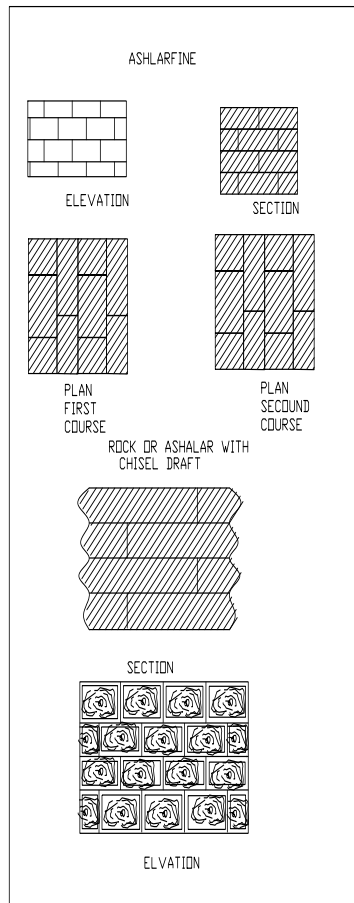 ASHLARFINE
ELEVATION
SECTION
PLAN
FIRST
COURSE
PLAN
SECOUND
COURSE
ROCK OR ASHALAR WITH
CHISEL DRAFT
SECTION
ELVATION